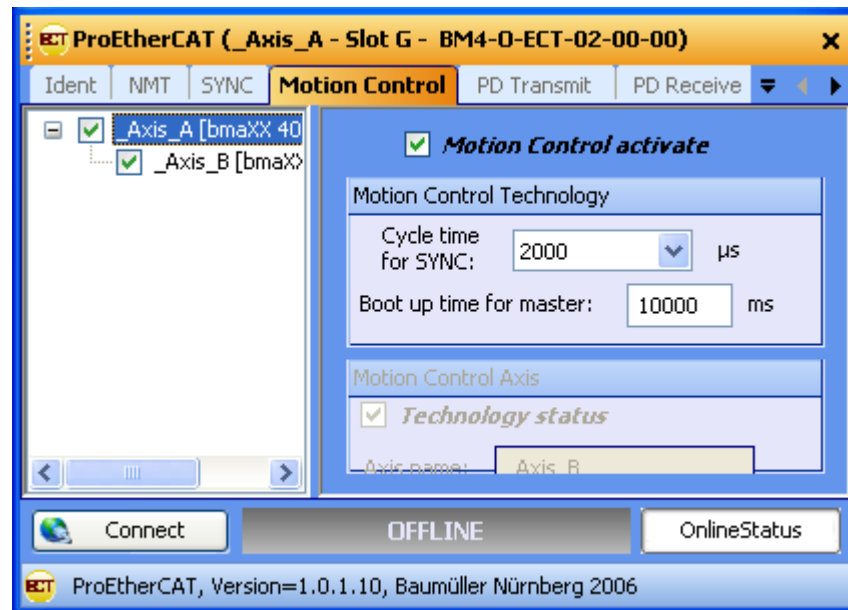 ECT ProEtherCAT (_Axis_A - Slot G - BM4-O-ECT-02-00-00)
Ident NMT SYNC Motion Control PD Transmit PD Receive
_Axis_A [bmaXX 40
_Axis_B [bmaX
Motion Control activate
Motion Control Technology
Cycle time
for SYNC:
2000 µs
Boot up time for master: 10000 ms
Motion Control Axis
Technology status
Axis name: Axis_B
Connect OFFLINE OnlineStatus
ECT ProEtherCAT, Version=1.0.1.10, Baumüller Nürnberg 2006